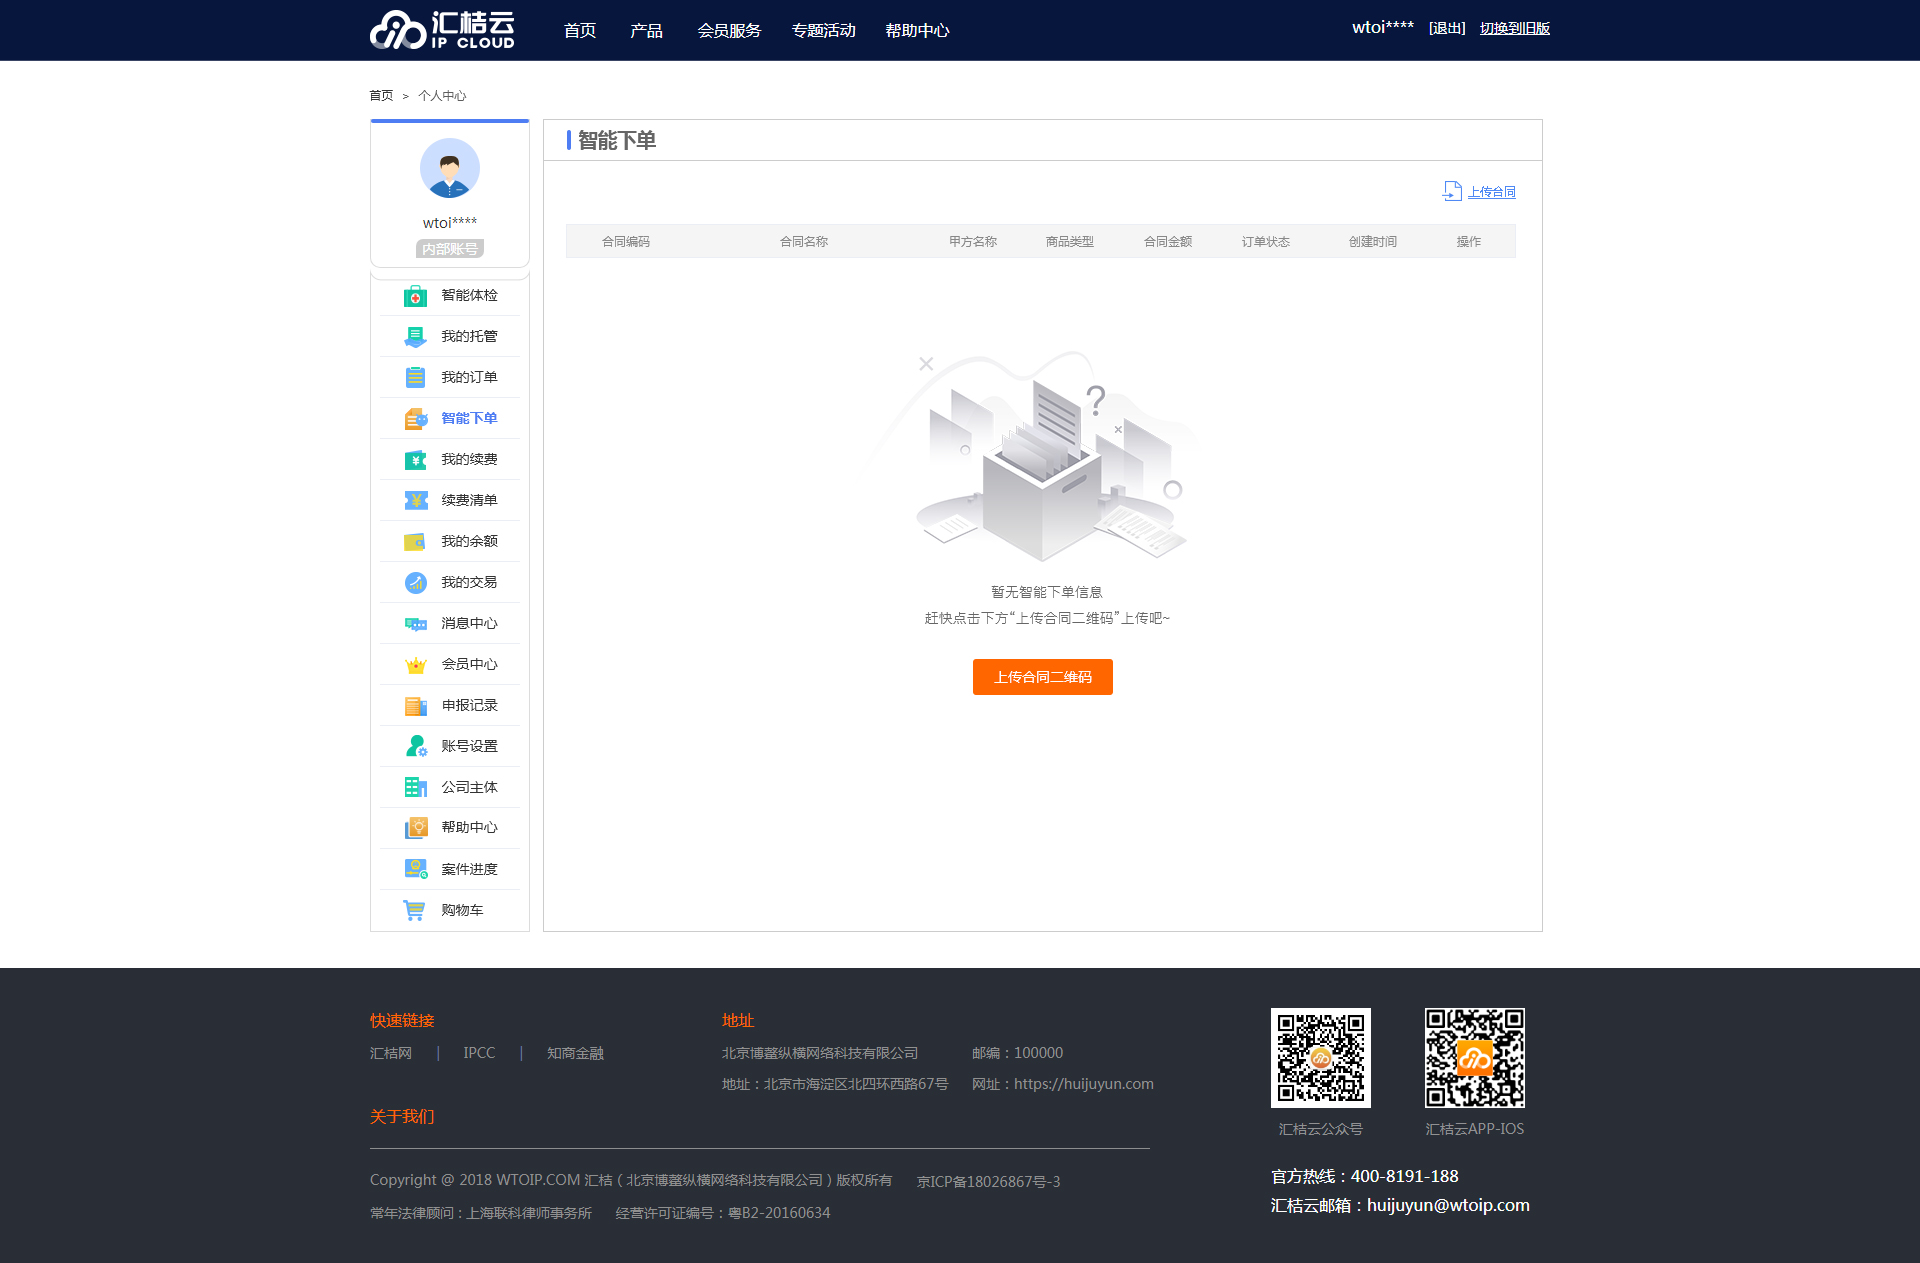 汇桔云
IP CLOUD
首页 产品 会员服务 专题活动 帮助中心
wtoi**** [退出] 切换到旧版
首页 > 个人中心
wtoi****
内部账号
智能体检
我的托管
我的订单
智能下单
我的续费
续费清单
我的余额
我的交易
消息中心
会员中心
申报记录
账号设置
公司主体
帮助中心
案件进度
购物车
智能下单
上传合同
合同编码 合同名称 甲方名称 商品类型 合同金额 订单状态 创建时间 操作
暂无智能下单信息
赶快点击下方“上传合同二维码”上传吧~
上传合同二维码
快速链接
汇桔网 | IPCC | 知商金融
关于我们
地址
北京博鳌纵横网络科技有限公司 邮编：100000
地址：北京市海淀区北四环西路67号 网址：https://huijuyun.com
汇桔云公众号
汇桔云APP-IOS
Copyright @ 2018 WTOIP.COM 汇桔（北京博鳌纵横网络科技有限公司）版权所有 京ICP备18026867号-3
常年法律顾问：上海联科律师事务所 经营许可证编号：粤B2-20160634
官方热线：400-8191-188
汇桔云邮箱：huijuyun@wtoip.com